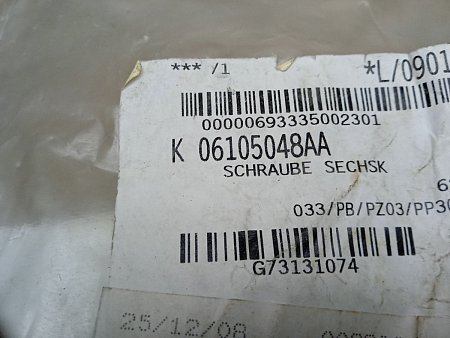 *** /1 *L/0901
00000693335002301
K 06105048AA
SCHRAUBE SECHSK
033/PB/PZ03/PP30
G73131074
25/12/08